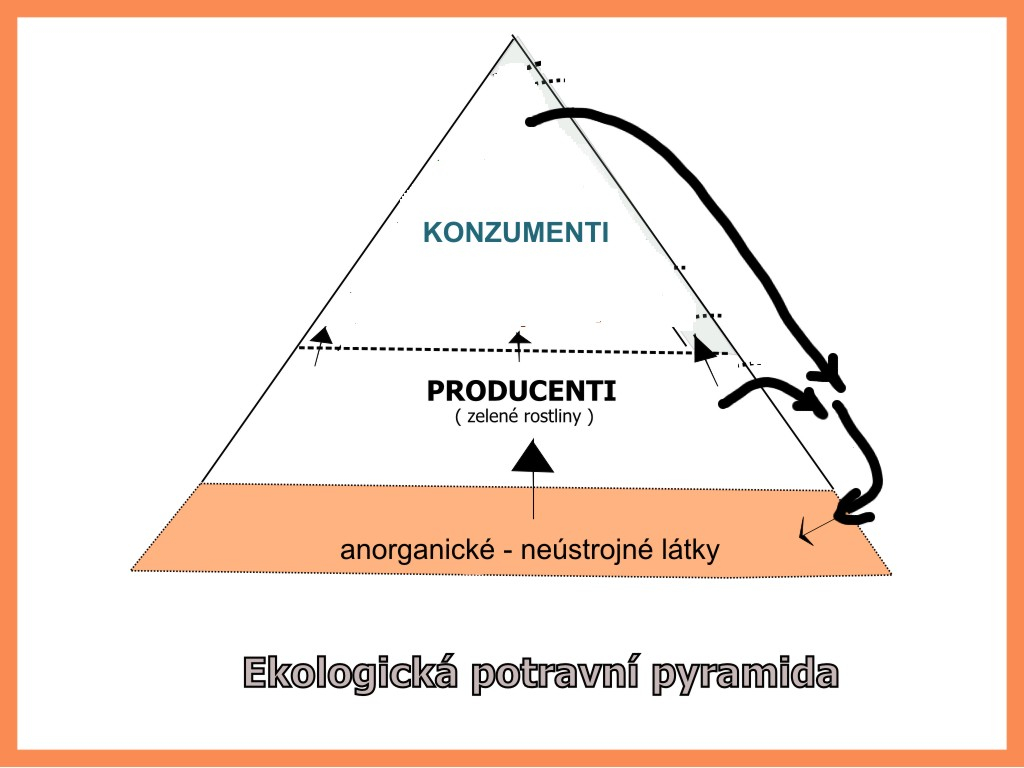 KONZUMENTI
PRODUCENTI
( zelené rostliny )
anorganické - neústrojné látky
Ekologická potravní pyramida